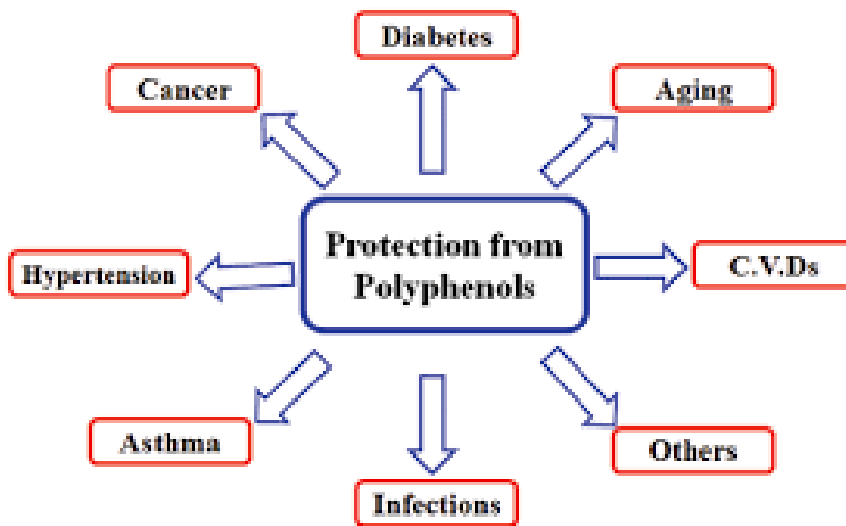 Diabetes
Cancer
Aging
Protection from
Polyphenols
Hypertension
C.V.Ds
Asthma
Others
Infections